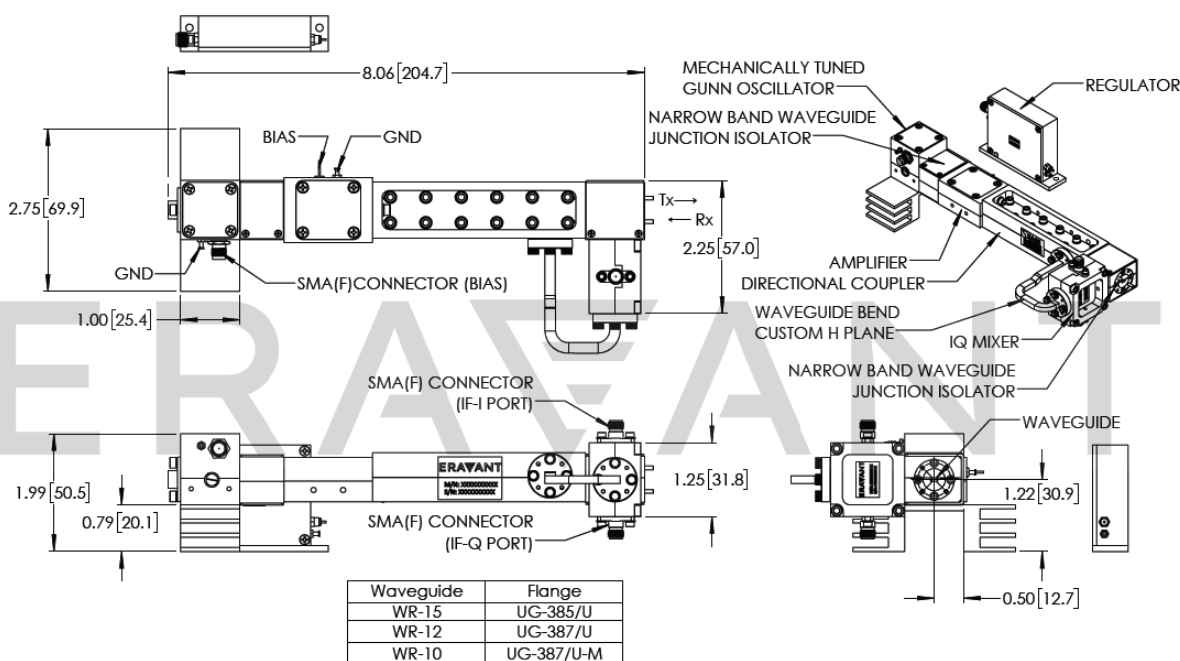 8.06[204.7]
BIAS
GND
2.75[69.9]
Tx
Rx
2.25[57.0]
GND
SMA(F)CONNECTOR (BIAS)
1.00[25.4]
MECHANICALLY TUNED
GUNN OSCILLATOR
REGULATOR
NARROW BAND WAVEGUIDE
JUNCTION ISOLATOR
AMPLIFIER
DIRECTIONAL COUPLER
WAVEGUIDE BEND
CUSTOM H PLANE
IQ MIXER
NARROW BAND WAVEGUIDE
JUNCTION ISOLATOR
ERAVANT
SMA(F) CONNECTOR
(IF-I PORT)
WAVEGUIDE
1.99[50.5]
0.79[20.1]
ERAVANT
M/N: XXXXXXXXXX
S/N: XXXXXXXXXX
1.25[31.8]
SMA(F) CONNECTOR
(IF-Q PORT)
1.22[30.9]
0.50[12.7]
Waveguide Flange
WR-15 UG-385/U
WR-12 UG-387/U
WR-10 UG-387/U-M